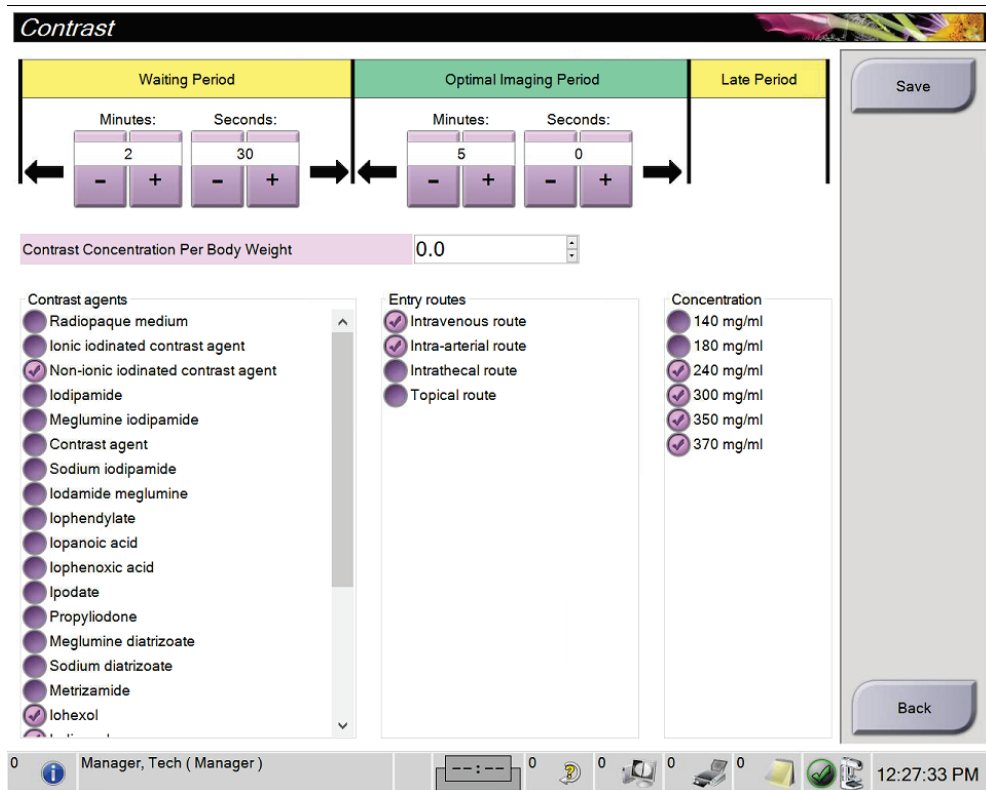 Contrast
Waiting Period Optimal Imaging Period Late Period Save
Minutes: Seconds: Minutes: Seconds:
2 30 5 0
- + - + - + - +
Contrast Concentration Per Body Weight 0.0
Contrast agents Entry routes Concentration
Radiopaque medium Intravenous route 140 mg/ml
Ionic iodinated contrast agent Intra-arterial route 180 mg/ml
Non-ionic iodinated contrast agent Intrathecal route 240 mg/ml
Iodipamide Topical route 300 mg/ml
Meglumine iodipamide 350 mg/ml
Contrast agent 370 mg/ml
Sodium iodipamide
Iodamide meglumine
Iophendylate
Iopanoic acid
Iophenoxic acid
Ipodate
Propyliodone
Meglumine diatrizoate
Sodium diatrizoate
Metrizamide
Iohexol Back
0 Manager, Tech ( Manager ) --:-- 0 0 0 0 12:27:33 PM